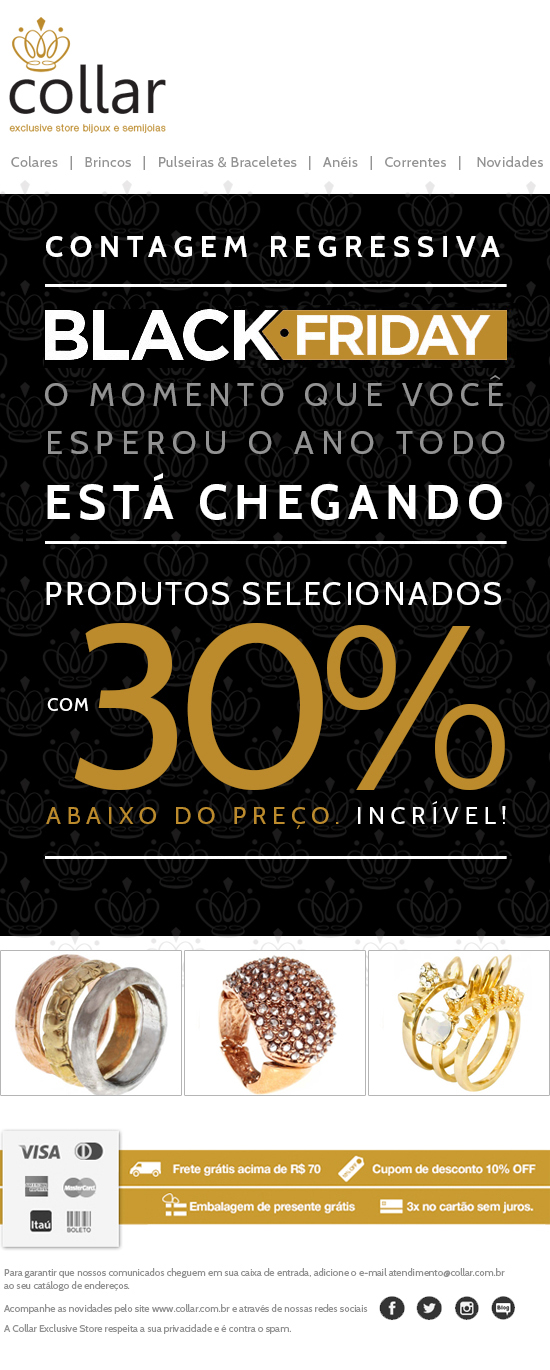 collar
exclusive store bijoux e semijoias
Colares | Brincos | Pulseiras & Braceletes | Anéis | Correntes | Novidades
CONTAGEM REGRESSIVA
BLACK FRIDAY
O MOMENTO QUE VOCÊ
ESPEROU O ANO TODO
ESTÁ CHEGANDO
PRODUTOS SELECIONADOS
COM 30%
ABAIXO DO PREÇO. INCRÍVEL!
VISA
Frete grátis acima de R$ 70
Cupom de desconto 10% OFF
AMERICAN EXPRESS MasterCard
Embalagem de presente grátis
3x no cartão sem juros.
Itaú BOLETO
Para garantir que nossos comunicados cheguem em sua caixa de entrada, adicione o e-mail atendimento@collar.com.br
ao seu catálogo de endereços.
Acompanhe as novidades pelo site www.collar.com.br e através de nossas redes sociais
Blog
A Collar Exclusive Store respeita a sua privacidade e é contra o spam.